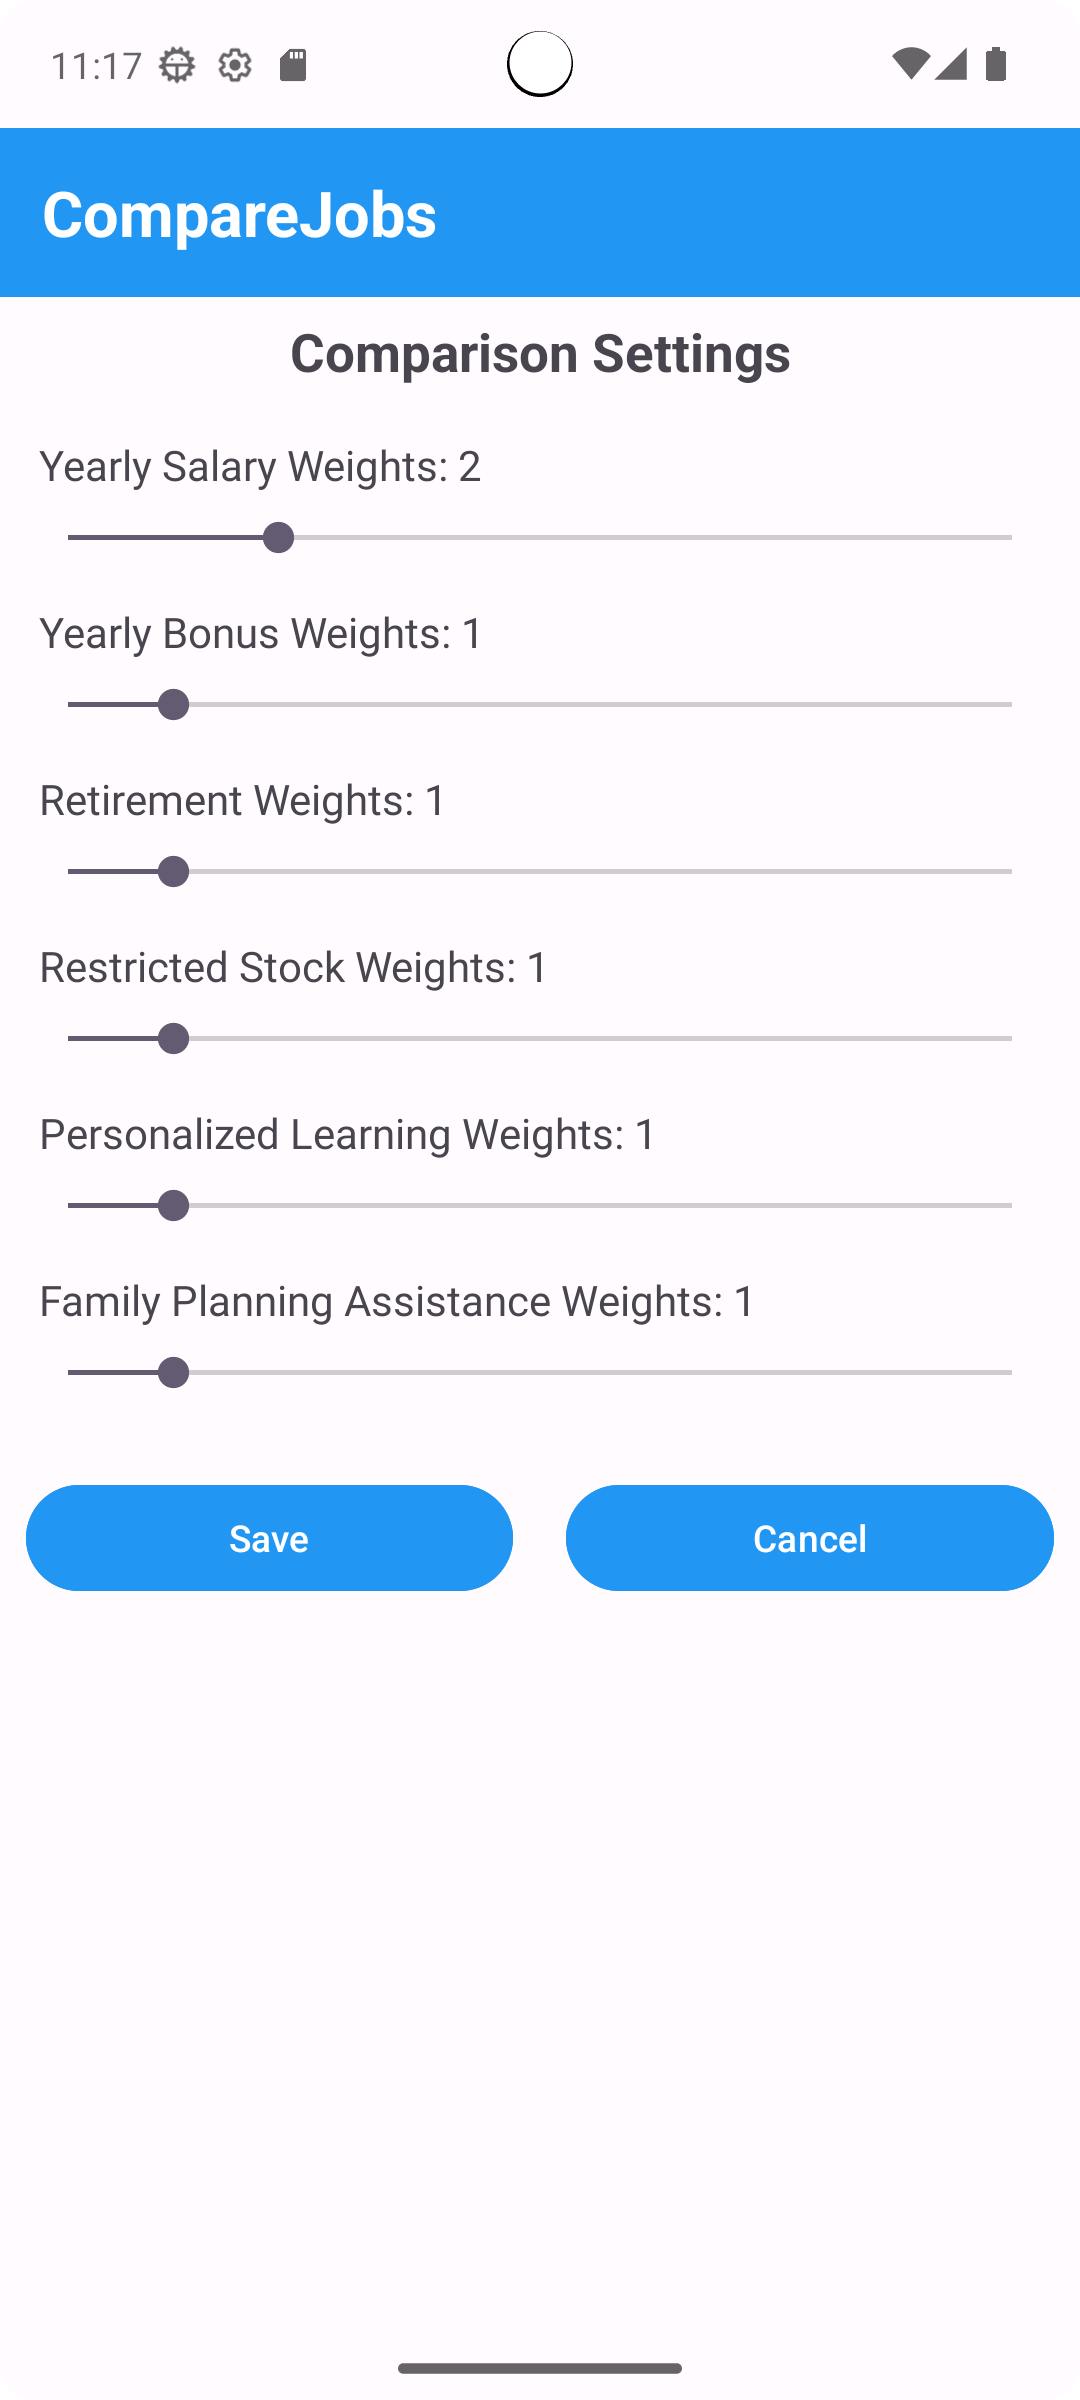 11:17
CompareJobs
Comparison Settings
Yearly Salary Weights: 2
Yearly Bonus Weights: 1
Retirement Weights: 1
Restricted Stock Weights: 1
Personalized Learning Weights: 1
Family Planning Assistance Weights: 1
Save
Cancel